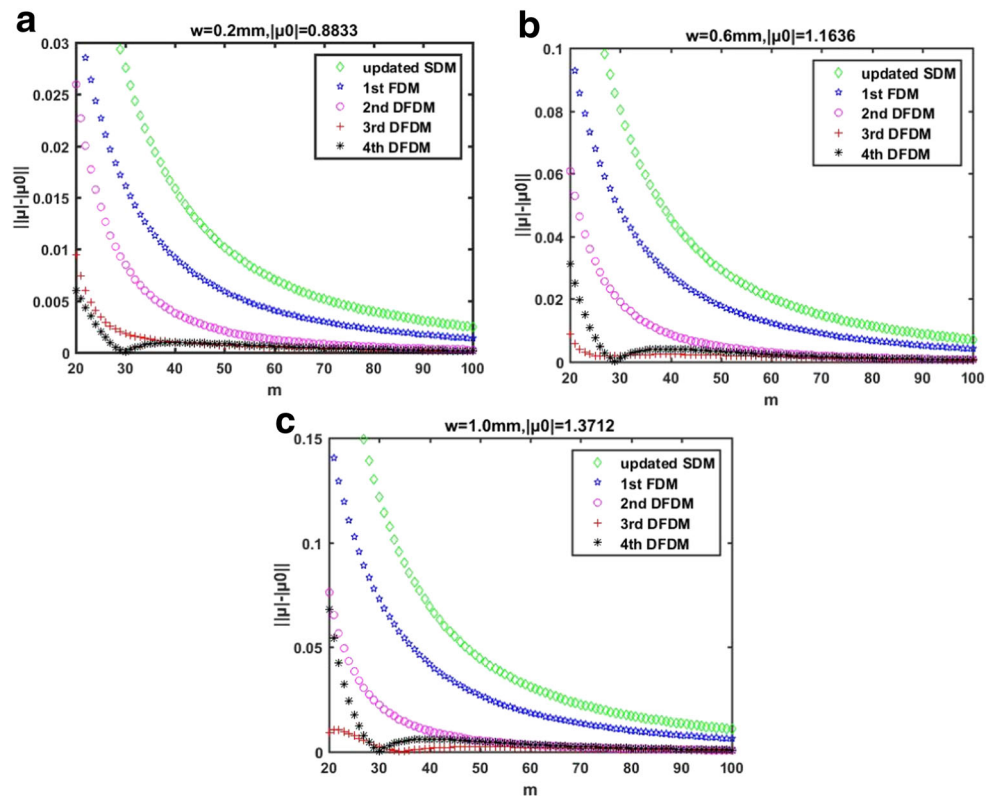 a
w=0.2mm,|μ0|=0.8833
0.03
0.025
0.02
0.015
0.01
0.005
0
||μ|-|μ0||
updated SDM
1st FDM
2nd DFDM
3rd DFDM
4th DFDM
20 30 40 50 60 70 80 90 100
m
b
w=0.6mm,|μ0|=1.1636
0.1
0.08
0.06
0.04
0.02
0
||μ|-|μ0||
updated SDM
1st FDM
2nd DFDM
3rd DFDM
4th DFDM
20 30 40 50 60 70 80 90 100
m
c
w=1.0mm,|μ0|=1.3712
0.15
0.1
0.05
0
||μ|-|μ0||
updated SDM
1st FDM
2nd DFDM
3rd DFDM
4th DFDM
20 30 40 50 60 70 80 90 100
m